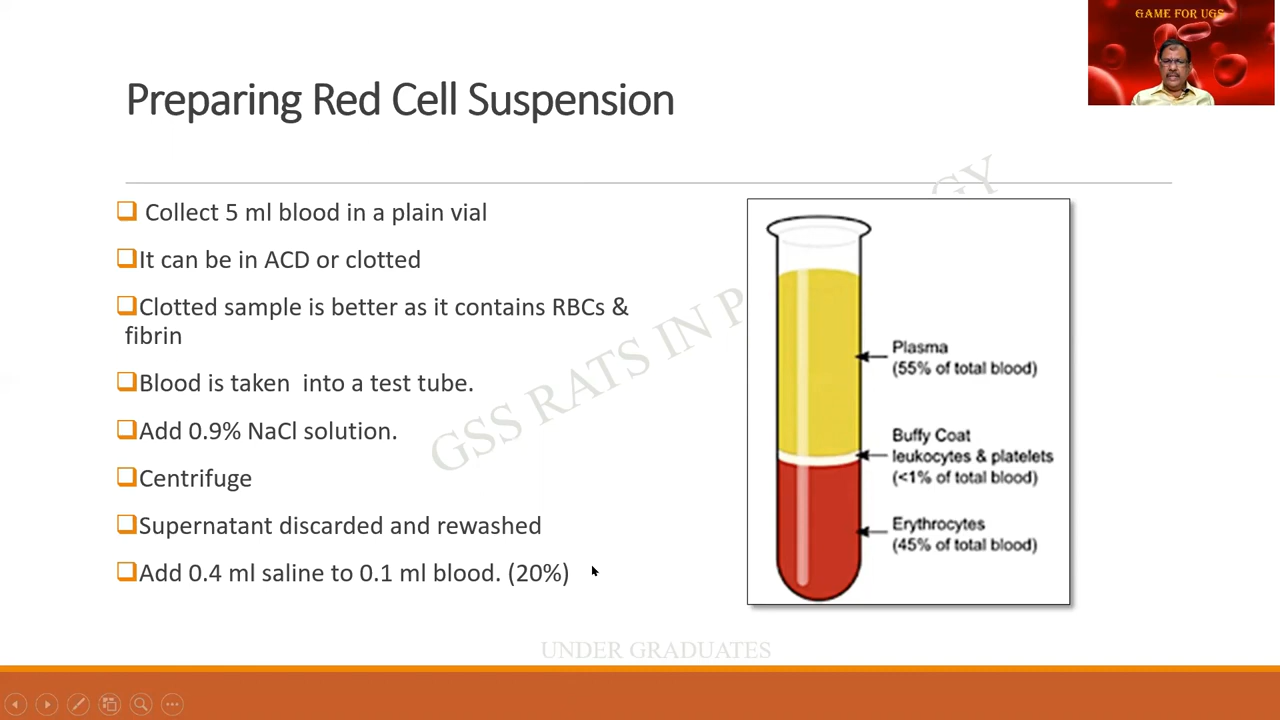 GAME FOR UGS
Preparing Red Cell Suspension
Collect 5 ml blood in a plain vial
It can be in ACD or clotted
Clotted sample is better as it contains RBCs &
fibrin
Blood is taken into a test tube.
Add 0.9% NaCl solution.
Centrifuge
Supernatant discarded and rewashed
Add 0.4 ml saline to 0.1 ml blood. (20%)
Plasma
(55% of total blood)
Buffy Coat
leukocytes & platelets
(<1% of total blood)
Erythrocytes
(45% of total blood)
GSS RATS IN P GY
UNDER GRADUATES